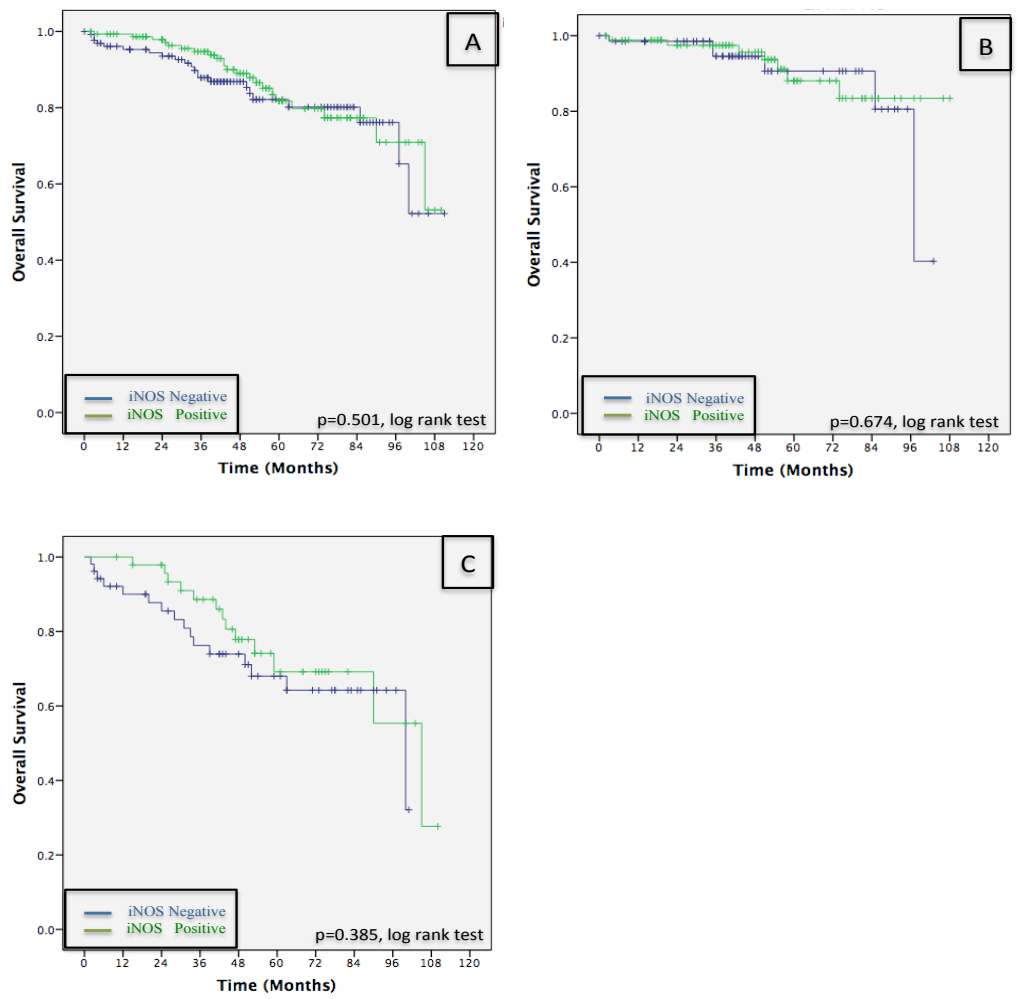 A
Overall Survival
1.0
0.8
0.6
0.4
0.2
0.0
iNOS Negative
iNOS Positive
p=0.501, log rank test
0 12 24 36 48 60 72 84 96 108 120
Time (Months)
B
Overall Survival
1.0
0.8
0.6
0.4
0.2
0.0
iNOS Negative
iNOS Positive
p=0.674, log rank test
0 12 24 36 48 60 72 84 96 108 120
Time (Months)
C
Overall Survival
1.0
0.8
0.6
0.4
0.2
0.0
iNOS Negative
iNOS Positive
p=0.385, log rank test
0 12 24 36 48 60 72 84 96 108 120
Time (Months)